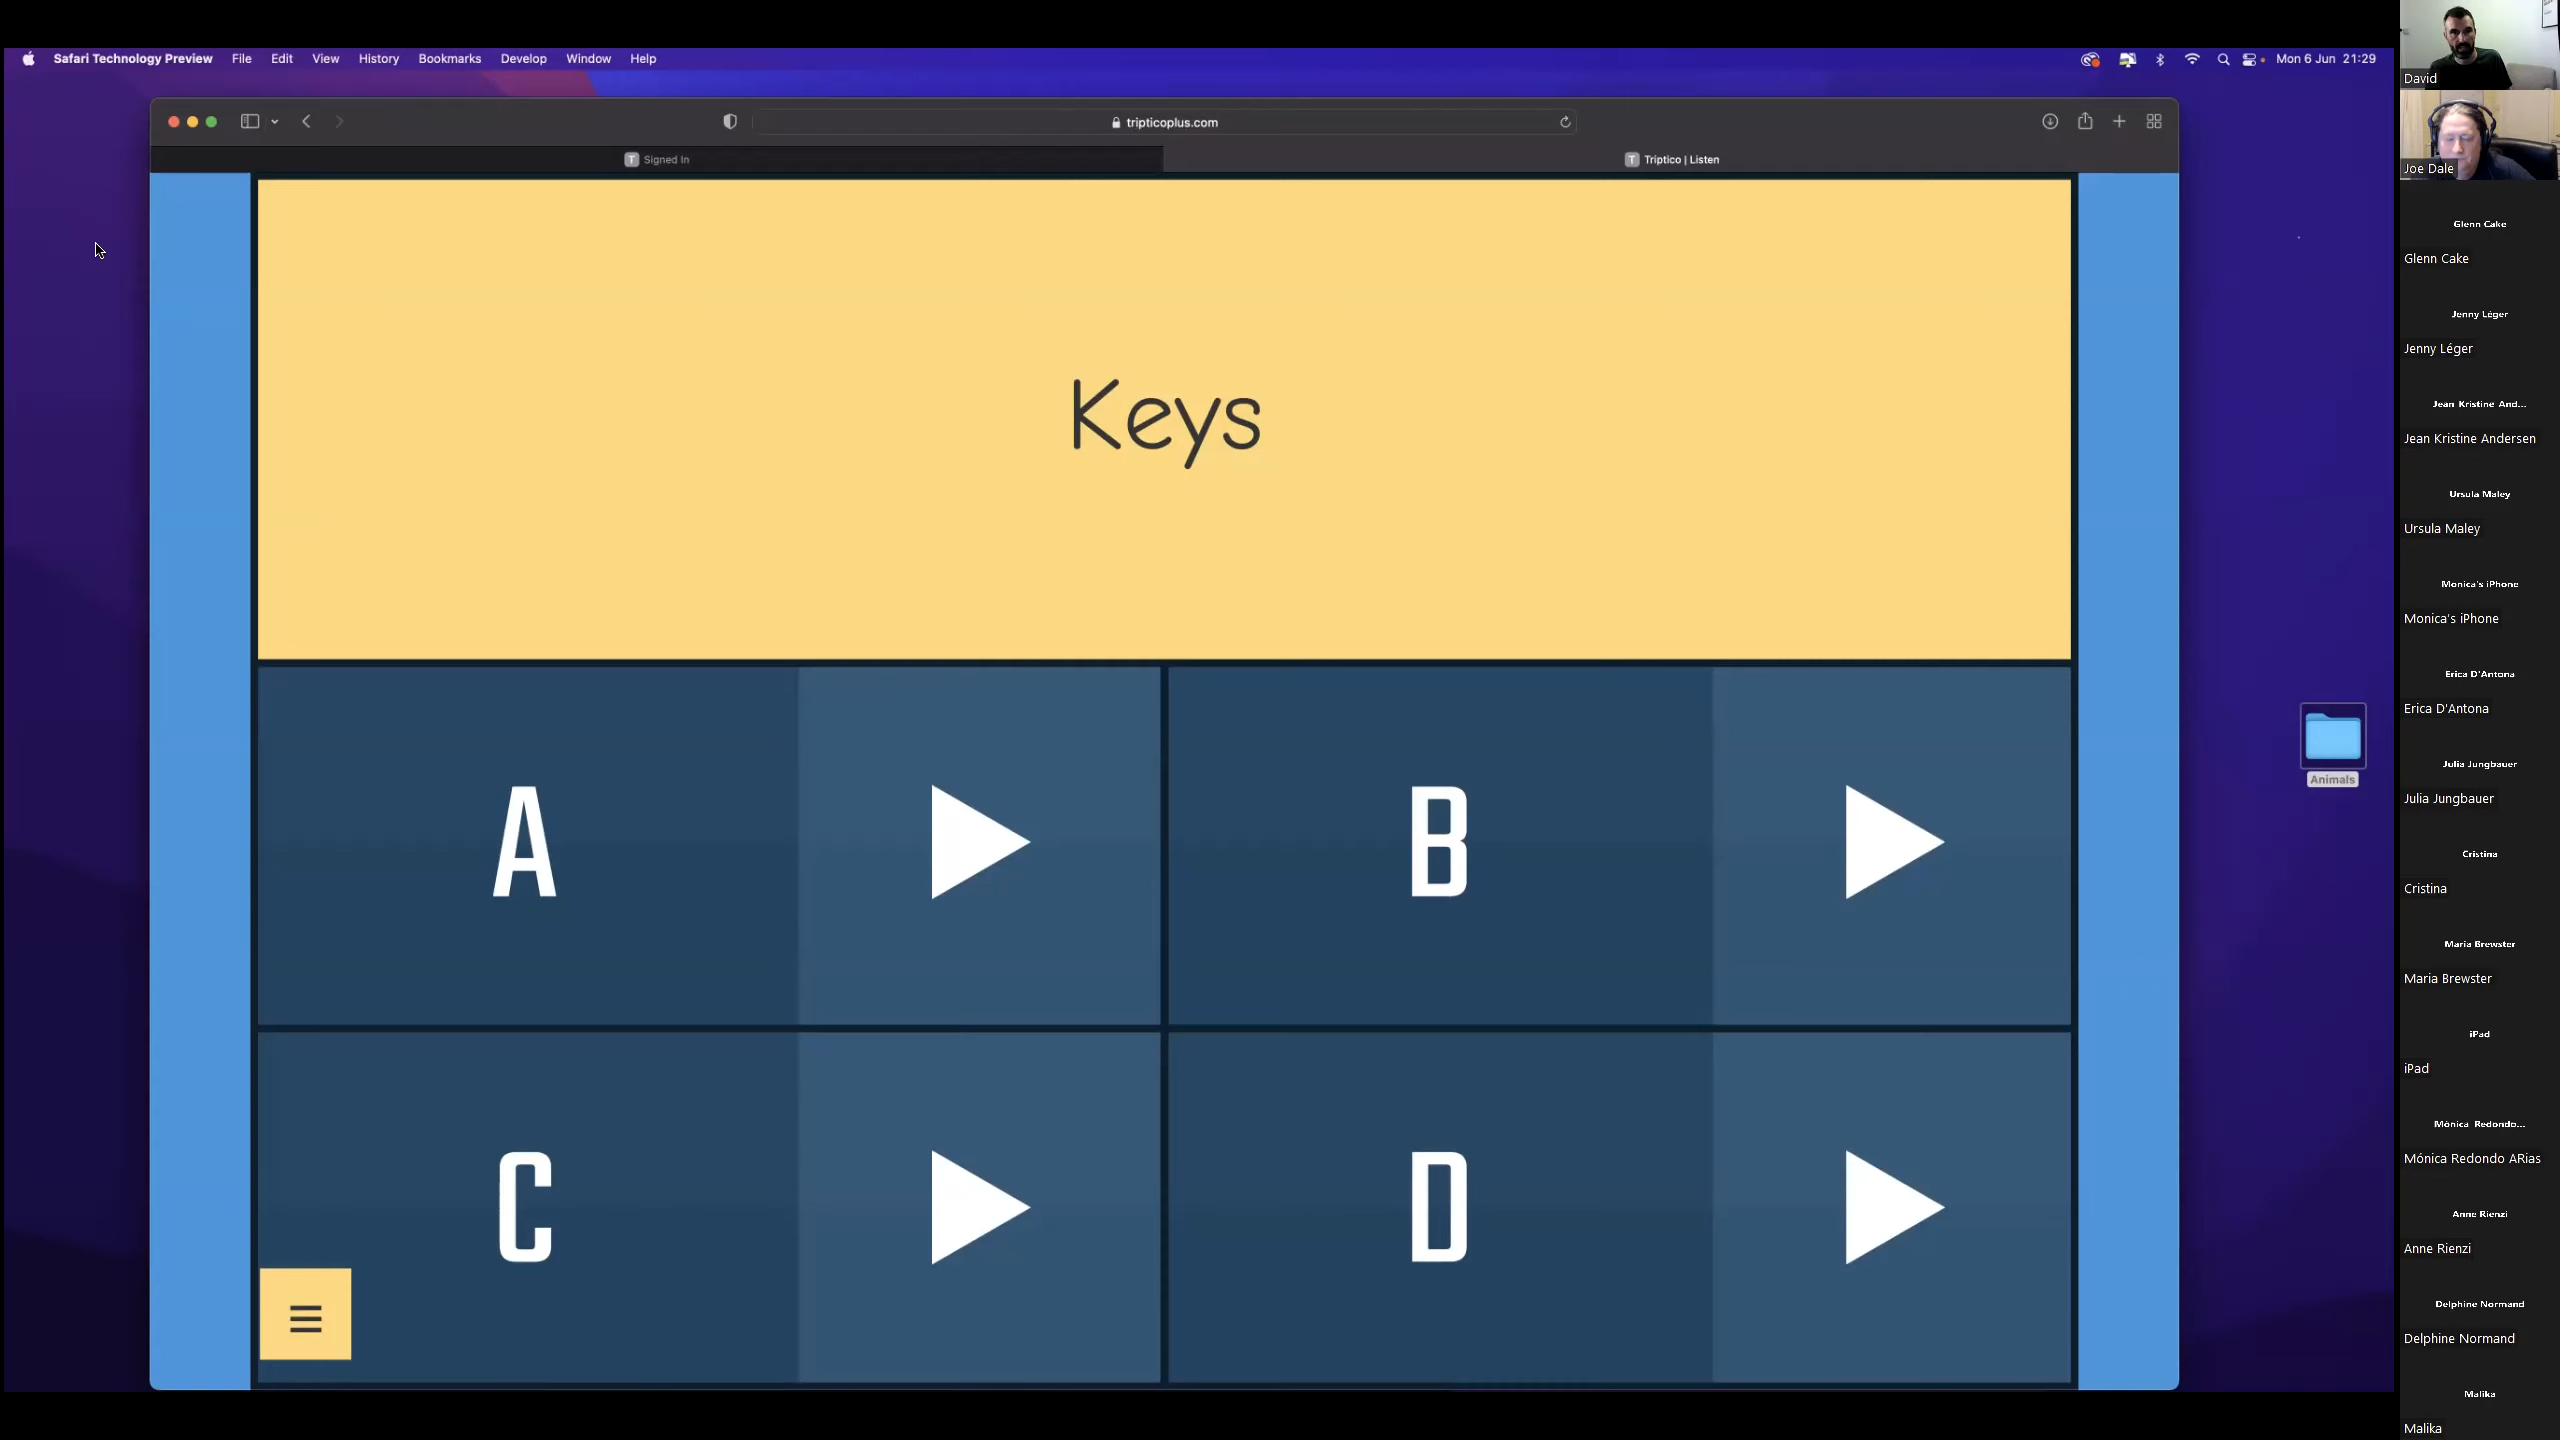 Safari Technology Preview File Edit View History Bookmarks Develop Window Help
Mon 6 Jun 21:29
tripticoplus.com
T Signed In
T Triptico | Listen
Keys
A
B
C
D
Animals
David
Joe Dale
Glenn Cake
Glenn Cake
Jenny Léger
Jenny Léger
Jean Kristine And...
Jean Kristine Andersen
Ursula Maley
Ursula Maley
Monica's iPhone
Monica's iPhone
Erica D'Antona
Erica D'Antona
Julia Jungbauer
Julia Jungbauer
Cristina
Cristina
Maria Brewster
Maria Brewster
iPad
iPad
Mónica Redondo...
Mónica Redondo ARias
Anne Rienzi
Anne Rienzi
Delphine Normand
Delphine Normand
Malika
Malika